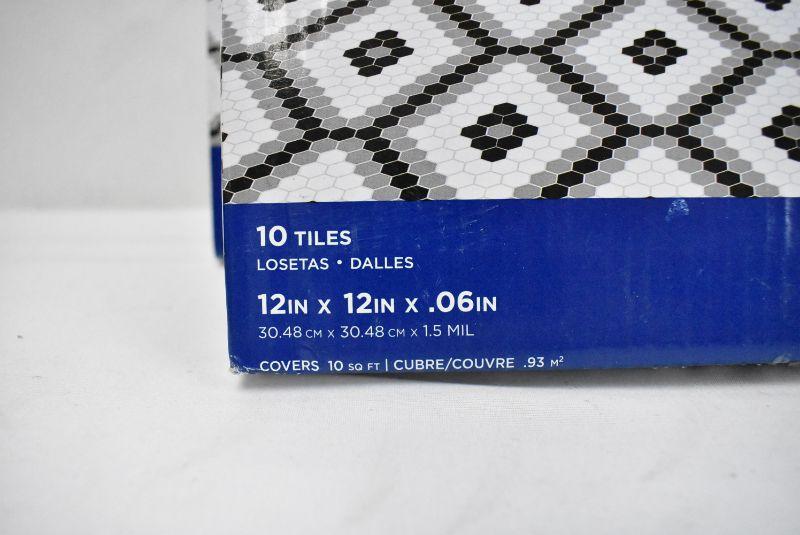 10 TILES
LOSETAS • DALLES
12IN X 12IN X .06IN
30.48 CM X 30.48 CM X 1.5 MIL
COVERS 10 SQ FT | CUBRE/COUVRE .93 M²